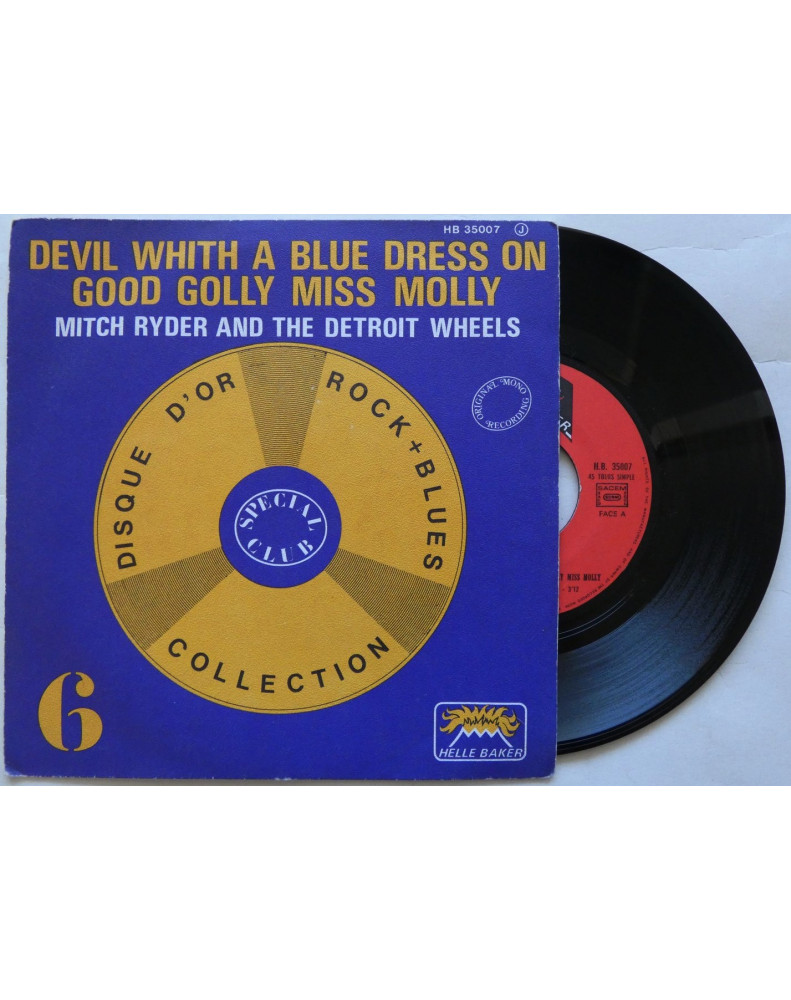 HB 35007 J
DEVIL WHITH A BLUE DRESS ON
GOOD GOLLY MISS MOLLY
MITCH RYDER AND THE DETROIT WHEELS
ORIGINAL MONO RECORDING
DISQUE D'OR ROCK+BLUES COLLECTION
SPECIAL CLUB
6
HELLE BAKER
H.B. 35007
45 TOURS SIMPLE
SACEM
FACE A
Y MISS MOLLY
- 3'12